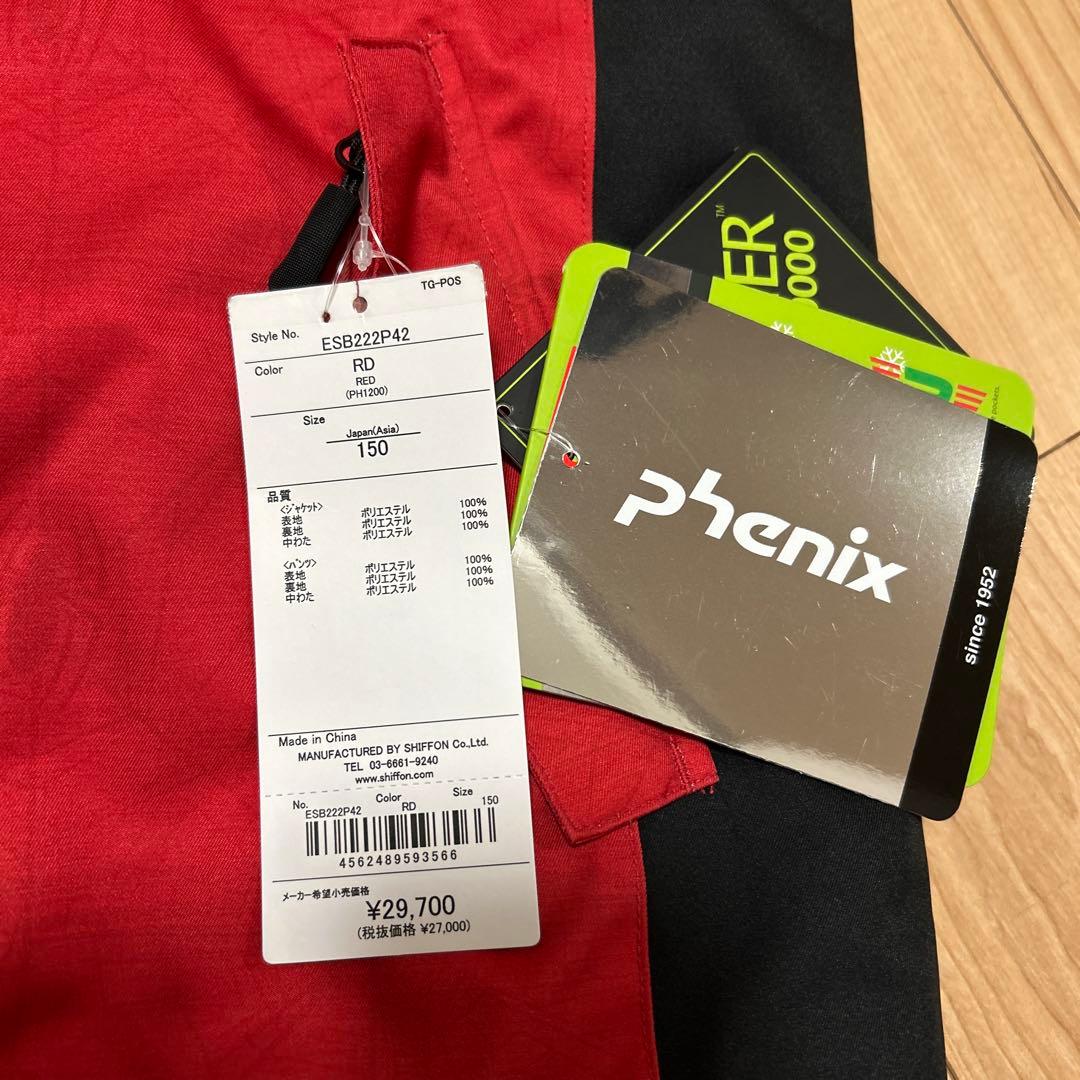 TG-POS
Style No.
ESB222P42
Color
RD
RED
(PH1200)
Size
Japan(Asia)
150
品質
<ジャケット>
表地 ポリエステル 100%
裏地 ポリエステル 100%
中わた ポリエステル 100%
<パンツ>
表地 ポリエステル 100%
裏地 ポリエステル 100%
中わた ポリエステル 100%
Made in China
MANUFACTURED BY SHIFFON Co.,Ltd.
TEL 03-6661-9240
www.shiffon.com
No. Color Size
ESB222P42 RD 150
4562489593566
メーカー希望小売価格
¥29,700
(税抜価格 ¥27,000)
phenix
since 1952
TM
pockets.